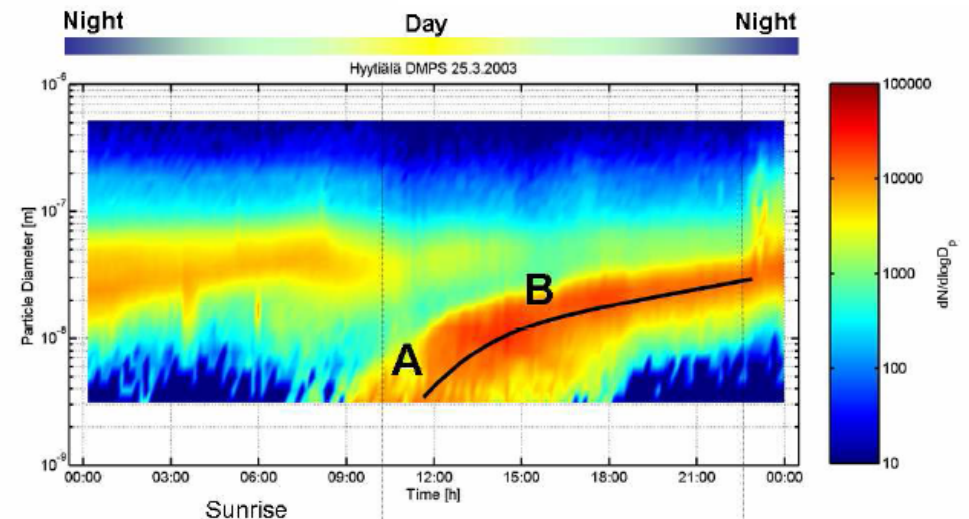 Night Day Night
Hyytiälä DMPS 25.3.2003
10⁻⁶
10⁻⁷
10⁻⁸
10⁻⁹
Particle Diameter [m]
A
B
00:00 03:00 06:00 09:00 12:00 15:00 18:00 21:00 00:00
Time [h]
Sunrise
100000
10000
1000
100
10
dN/dlogDₚ